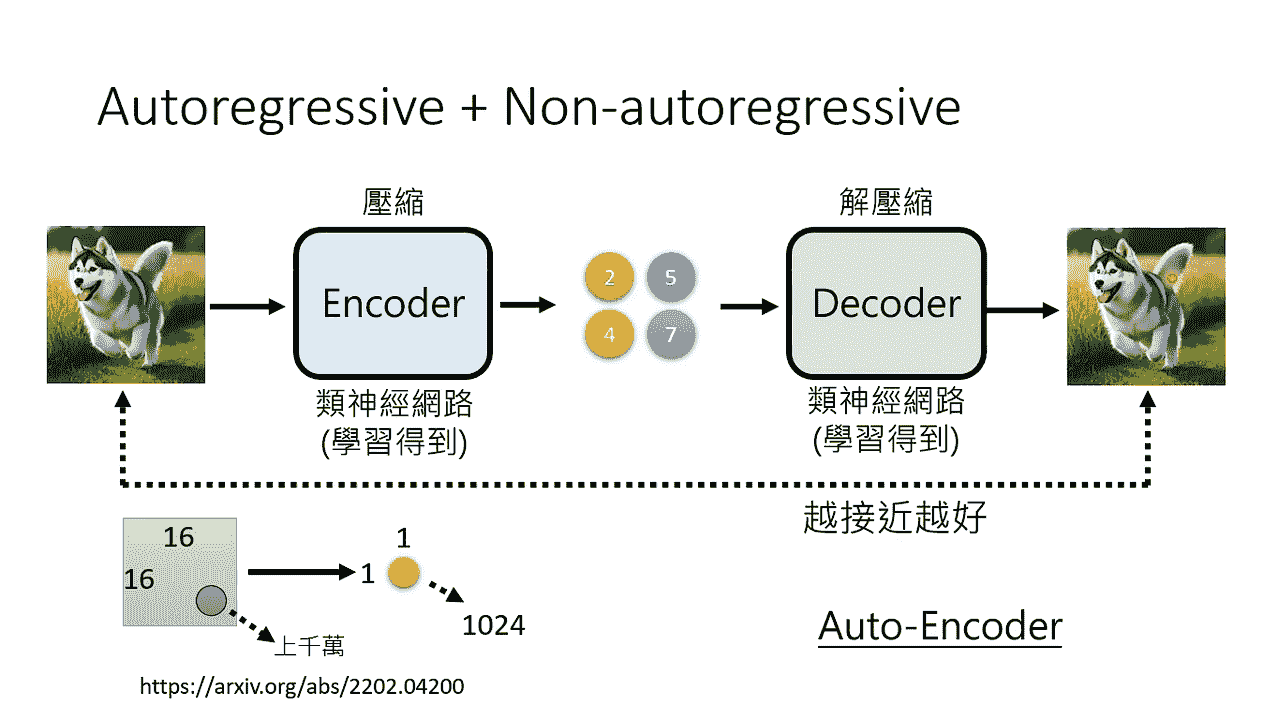 Autoregressive + Non-autoregressive
壓縮
解壓縮
Encoder
2
5
4
7
Decoder
類神經網路
(學習得到)
類神經網路
(學習得到)
越接近越好
16
16
1
1
上千萬
1024
Auto-Encoder
https://arxiv.org/abs/2202.04200